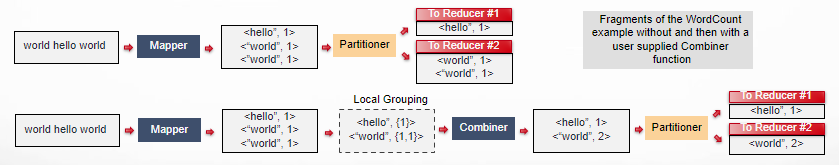 world hello world
Mapper
<hello”, 1>
<“world”, 1>
<”world”, 1>
Partitioner
To Reducer #1
<hello”, 1>
To Reducer #2
<world”, 1>
<“world”, 1>
Fragments of the WordCount
example without and then with a
user supplied Combiner
function
world hello world
Mapper
<hello”, 1>
<“world”, 1>
<”world”, 1>
Local Grouping
<hello”, {1}>
<“world”, {1,1}>
Combiner
<hello”, 1>
<“world”, 2>
Partitioner
To Reducer #1
<hello”, 1>
To Reducer #2
<world”, 2>